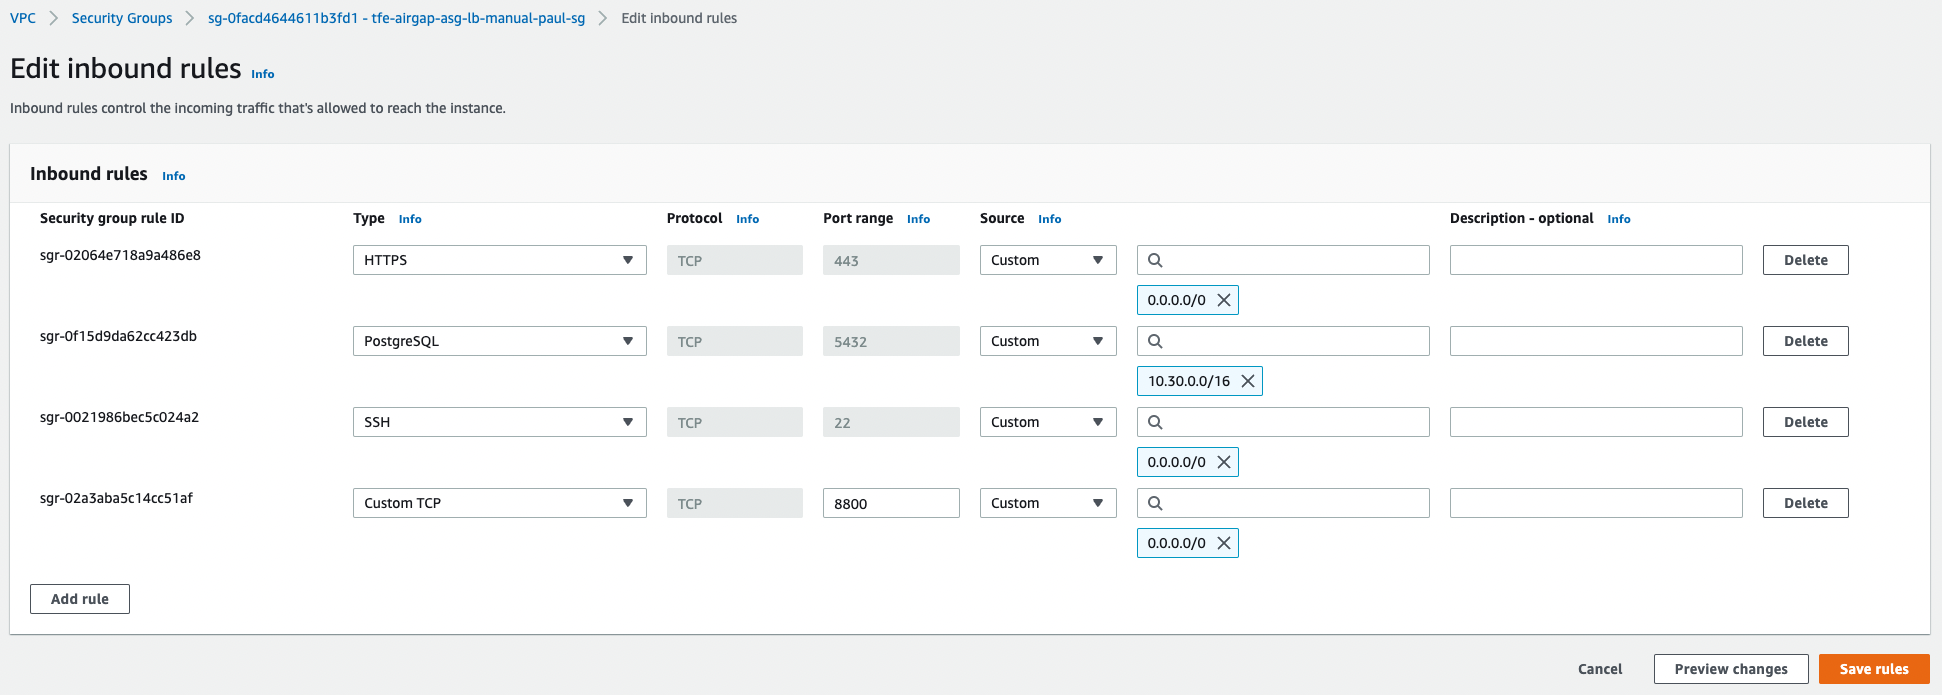 VPC > Security Groups > sg-0facd4644611b3fd1 - tfe-airgap-asg-lb-manual-paul-sg > Edit inbound rules
Edit inbound rules Info
Inbound rules control the incoming traffic that's allowed to reach the instance.
Inbound rules Info
Security group rule ID Type Info Protocol Info Port range Info Source Info Description - optional Info
sgr-02064e718a9a486e8 HTTPS TCP 443 Custom Delete
0.0.0.0/0
sgr-0f15d9da62cc423db PostgreSQL TCP 5432 Custom Delete
10.30.0.0/16
sgr-0021986bec5c024a2 SSH TCP 22 Custom Delete
0.0.0.0/0
sgr-02a3aba5c14cc51af Custom TCP TCP 8800 Custom Delete
0.0.0.0/0
Add rule
Cancel Preview changes Save rules